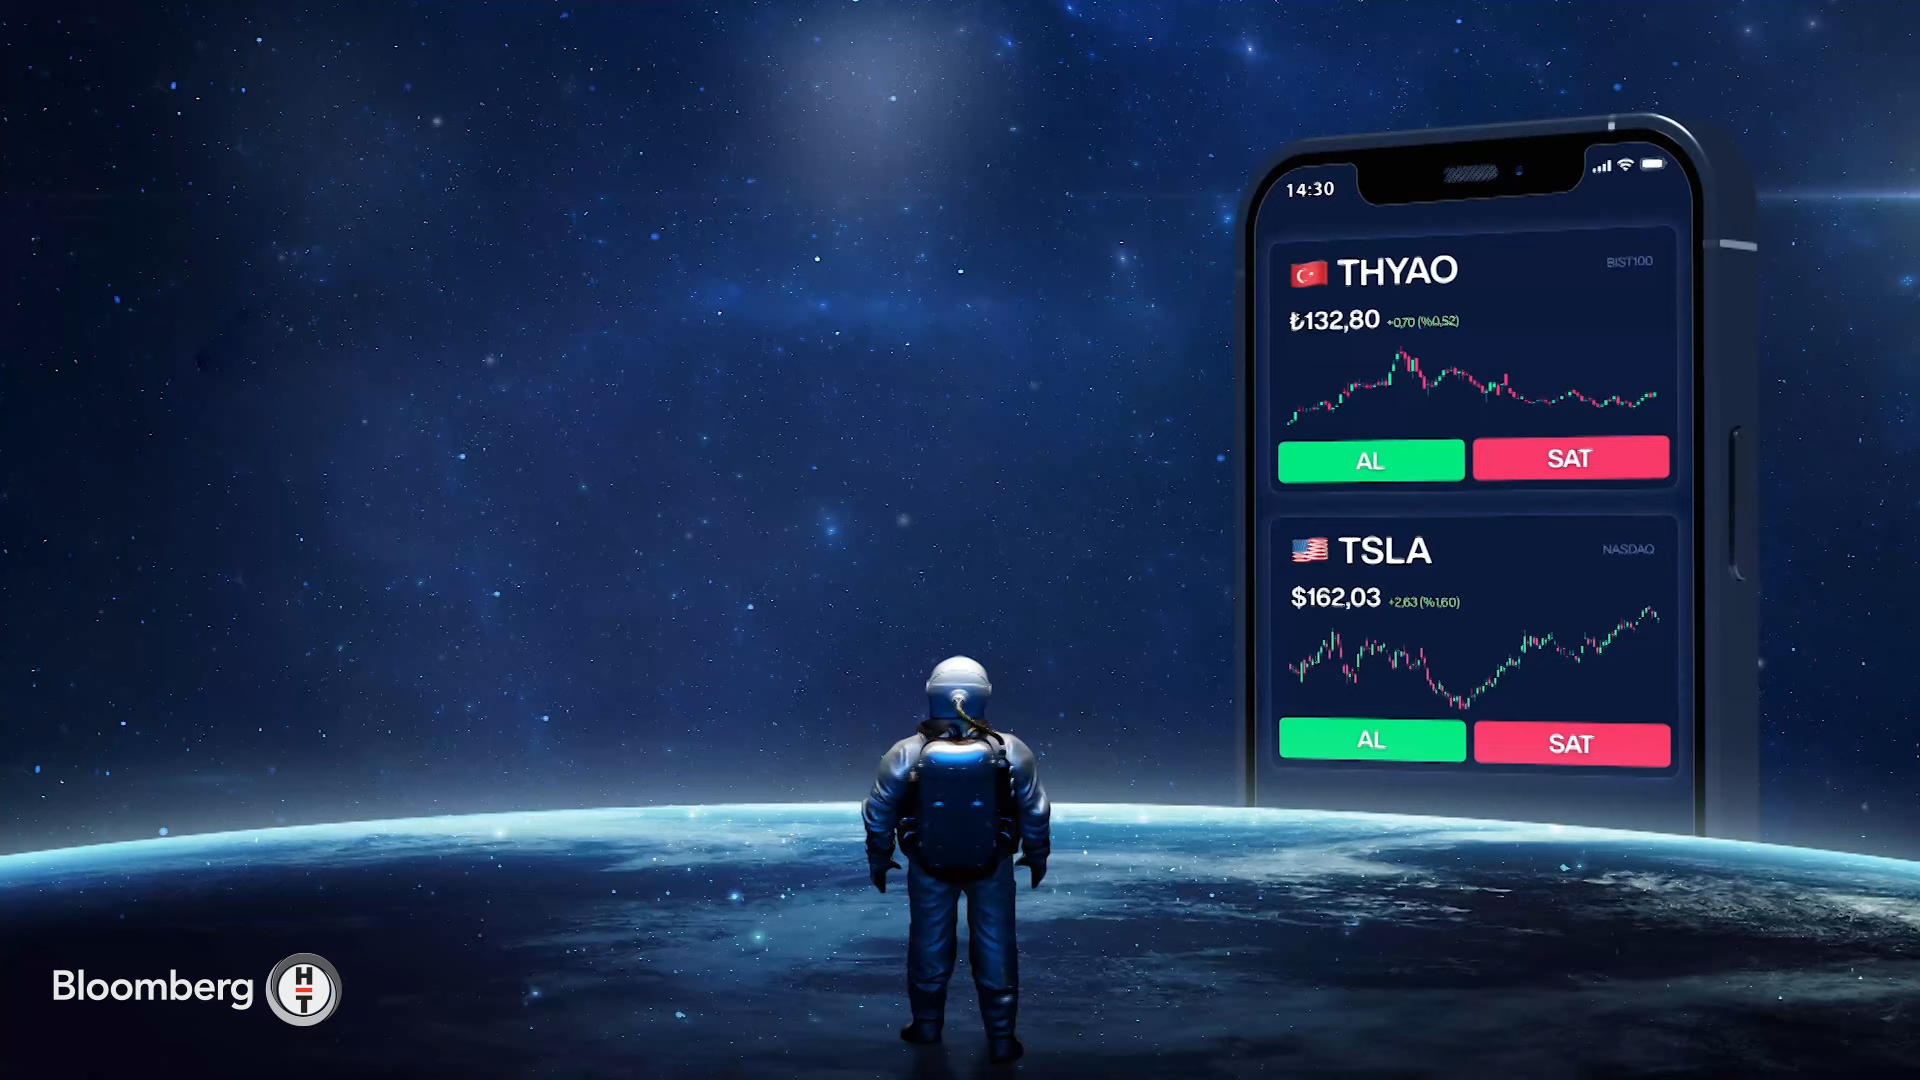 14:30
THYAO
BIST100
₺132,80 +0,70 (%0,52)
AL
SAT
TSLA
NASDAQ
$162,03 +2,63 (%1,60)
AL
SAT
Bloomberg HT